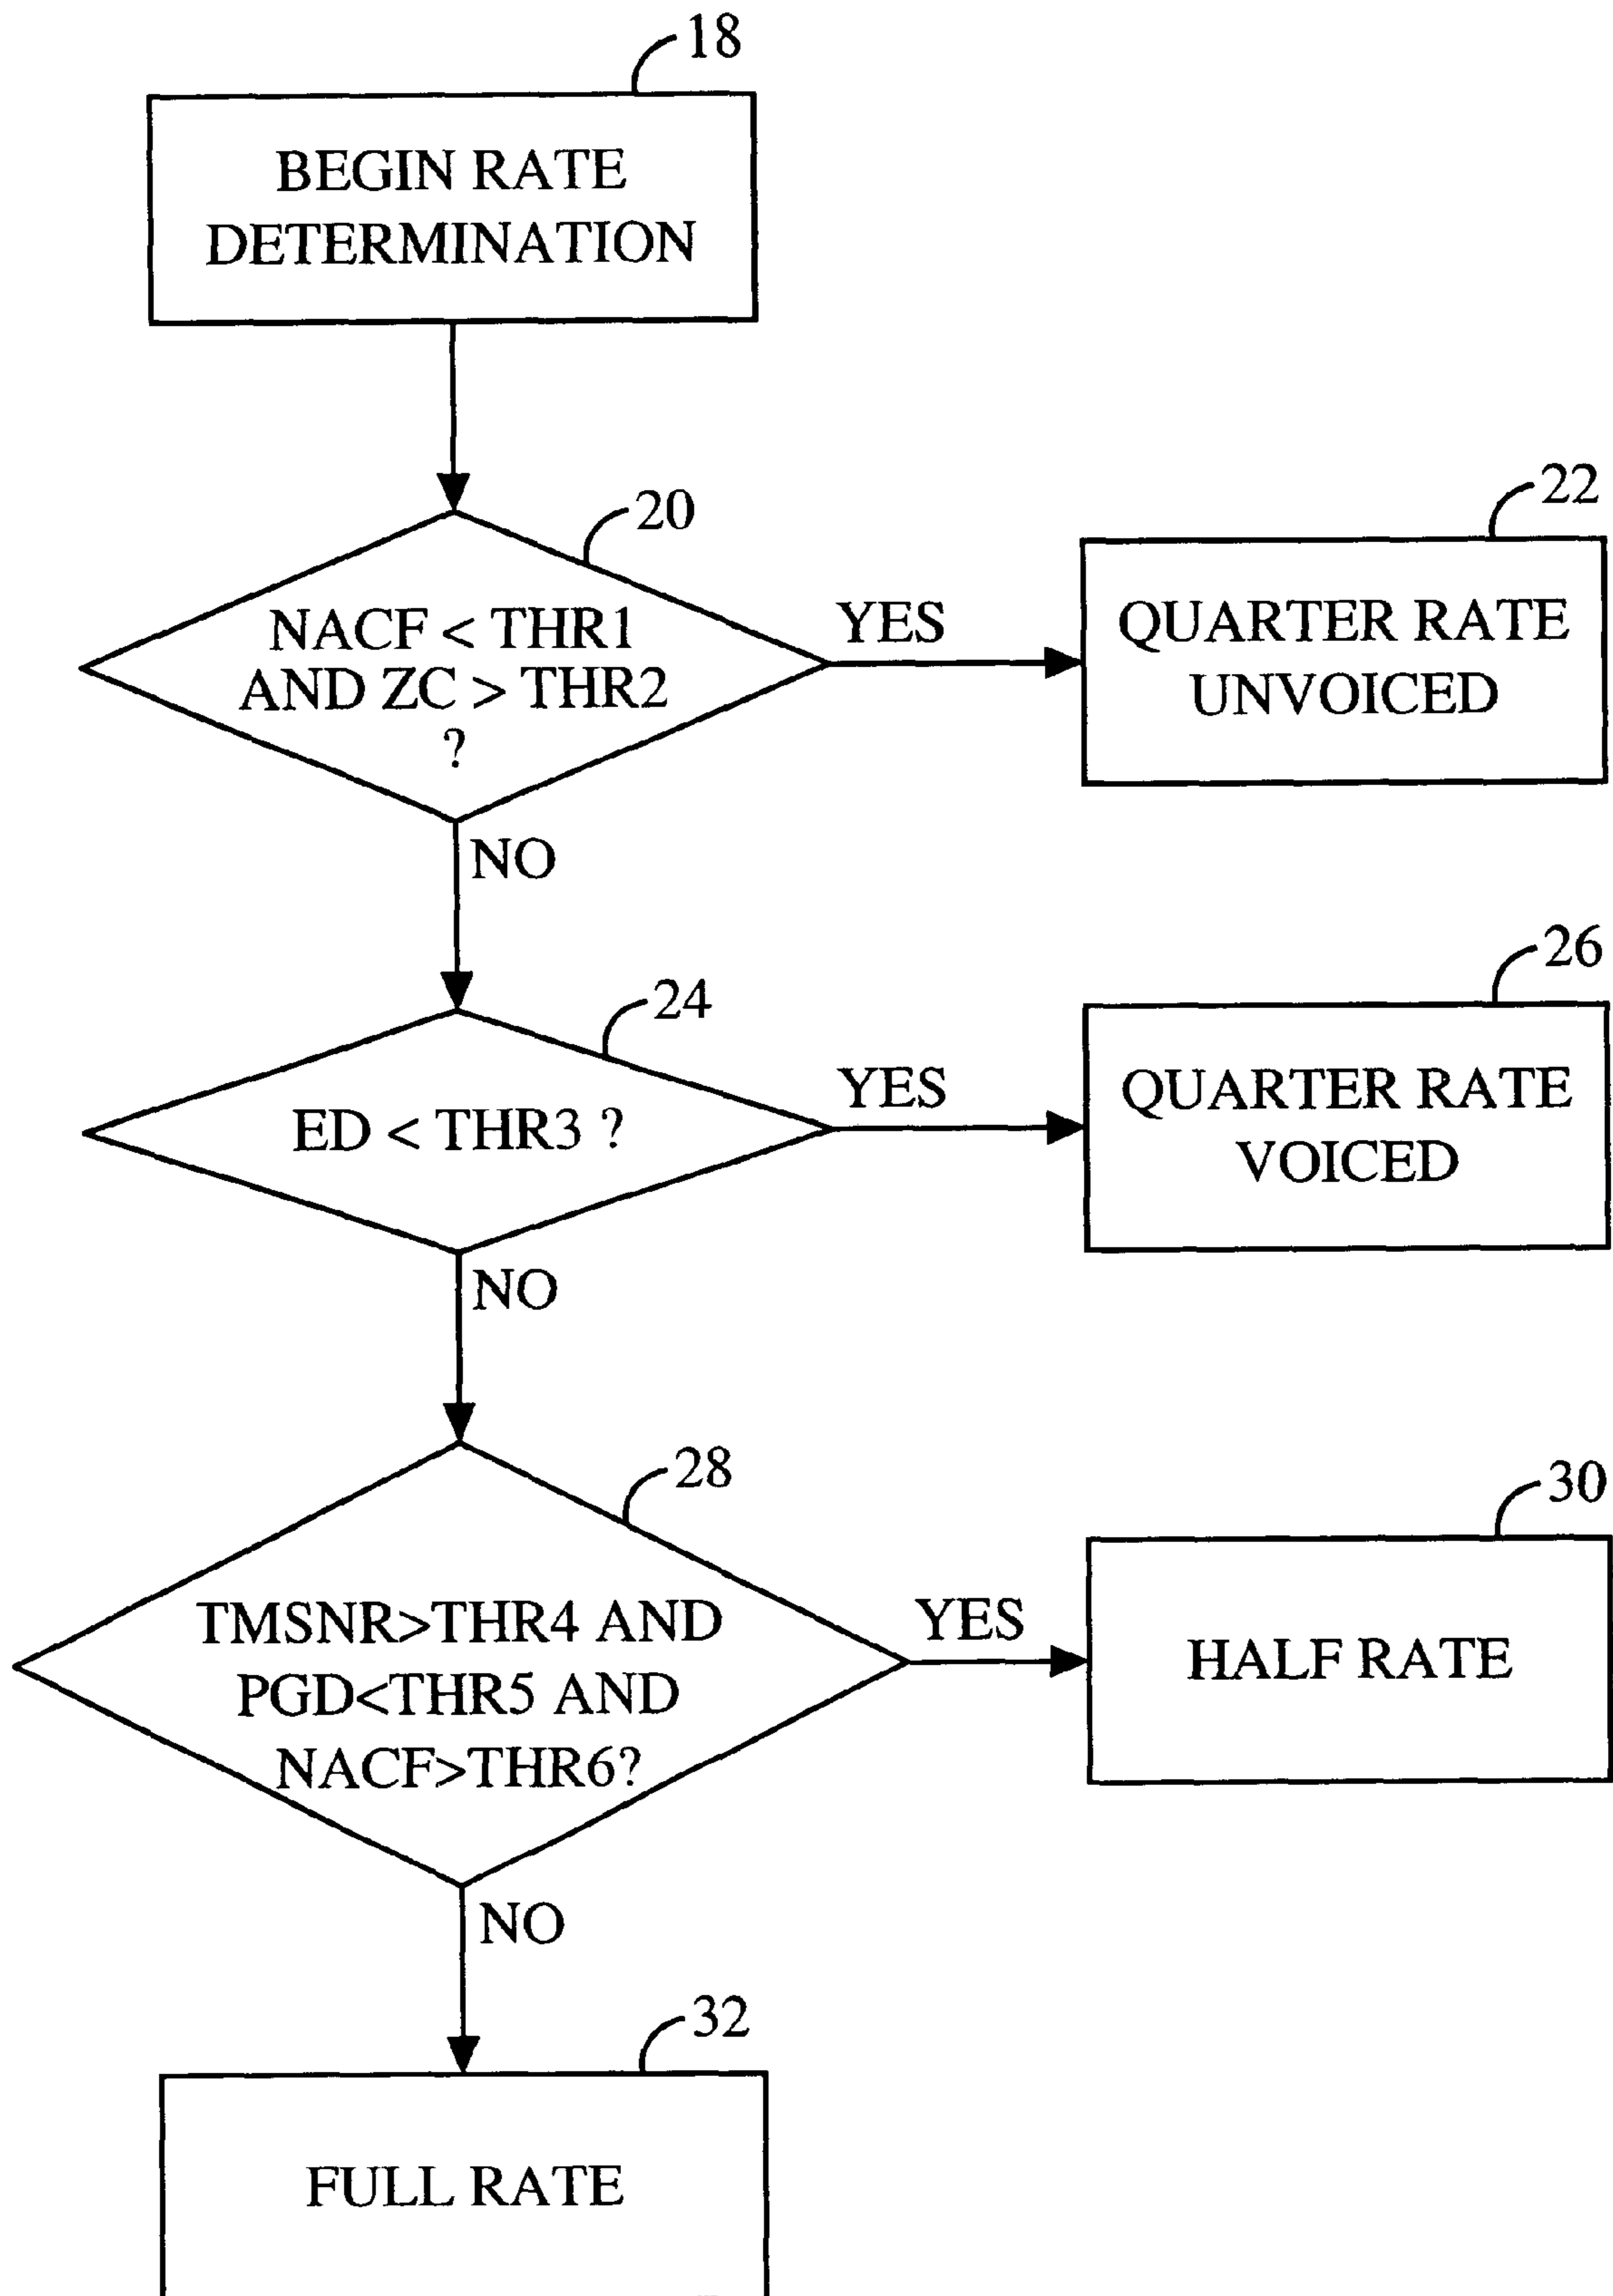 18
BEGIN RATE
DETERMINATION
20
NACF < THR1
AND ZC > THR2
?
YES
22
QUARTER RATE
UNVOICED
NO
24
ED < THR3 ?
YES
26
QUARTER RATE
VOICED
NO
28
TMSNR>THR4 AND
PGD<THR5 AND
NACF>THR6?
YES
30
HALF RATE
NO
32
FULL RATE